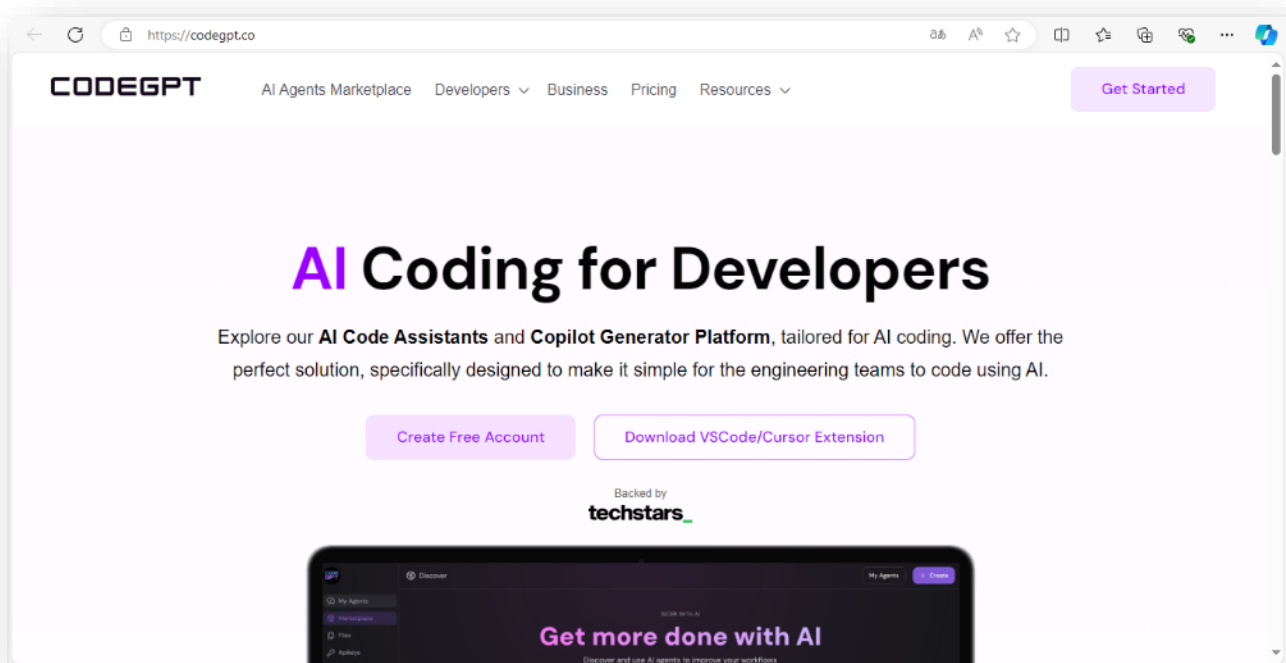 https://codegpt.co
CODEGPT
AI Agents Marketplace Developers Business Pricing Resources
Get Started
AI Coding for Developers
Explore our AI Code Assistants and Copilot Generator Platform, tailored for AI coding. We offer the
perfect solution, specifically designed to make it simple for the engineering teams to code using AI.
Create Free Account Download VSCode/Cursor Extension
Backed by
techstars_
Discover My Agents + Create
My Agents
Marketplace
WORK WITH AI
Files
Get more done with AI
Apikeys
Discover and use AI agents to improve your workflows